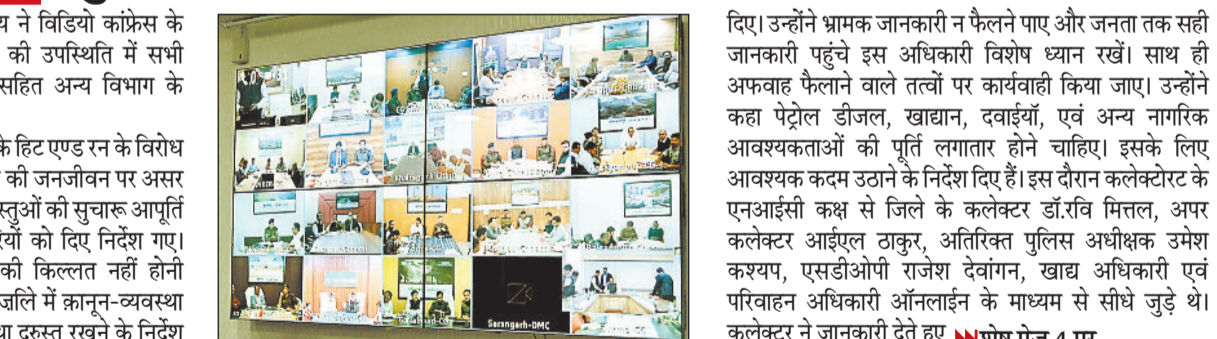 य ने विडियो कांफ्रेस के
की उपस्थिति में सभी
सहित अन्य विभाग के
के हिट एण्ड रन के विरोध
की जनजीवन पर असर
स्तुओं की सुचारू आपूर्ति
रियों को दिए निर्देश गए।
की किल्लत नहीं होनी
जिले में क़ानून-व्यवस्था
था दुरुस्त रखने के निर्देश
Sarangarh-DMC
दिए। उन्होंने भ्रामक जानकारी न फैलने पाए और जनता तक सही
जानकारी पहुंचे इस अधिकारी विशेष ध्यान रखें। साथ ही
अफवाह फैलाने वाले तत्वों पर कार्यवाही किया जाए। उन्होंने
कहा पेट्रोल डीजल, खाद्यान, दवाईयॉ, एवं अन्य नागरिक
आवश्यकताओं की पूर्ति लगातार होने चाहिए। इसके लिए
आवश्यक कदम उठाने के निर्देश दिए हैं। इस दौरान कलेक्टोरट के
एनआईसी कक्ष से जिले के कलेक्टर डॉ.रवि मित्तल, अपर
कलेक्टर आईएल ठाकुर, अतिरिक्त पुलिस अधीक्षक उमेश
कश्यप, एसडीओपी राजेश देवांगन, खाद्य अधिकारी एवं
परिवाहन अधिकारी ऑनलाईन के माध्यम से सीधे जुड़े थे।
कलेक्टर ने जानकारी देते हुए शेष पेज 4 पर